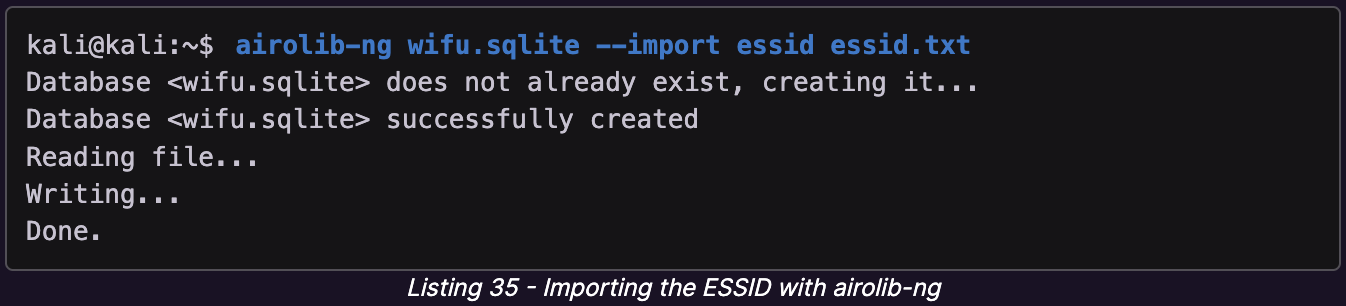 kali@kali:~$ airolib-ng wifu.sqlite --import essid essid.txt
Database <wifu.sqlite> does not already exist, creating it...
Database <wifu.sqlite> successfully created
Reading file...
Writing...
Done.
Listing 35 - Importing the ESSID with airolib-ng